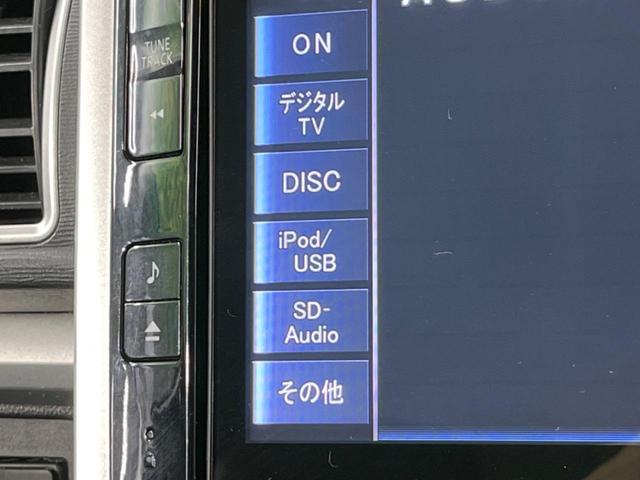 TUNE
TRACK
ON
デジタル
TV
DISC
iPod/
USB
SD-
Audio
その他